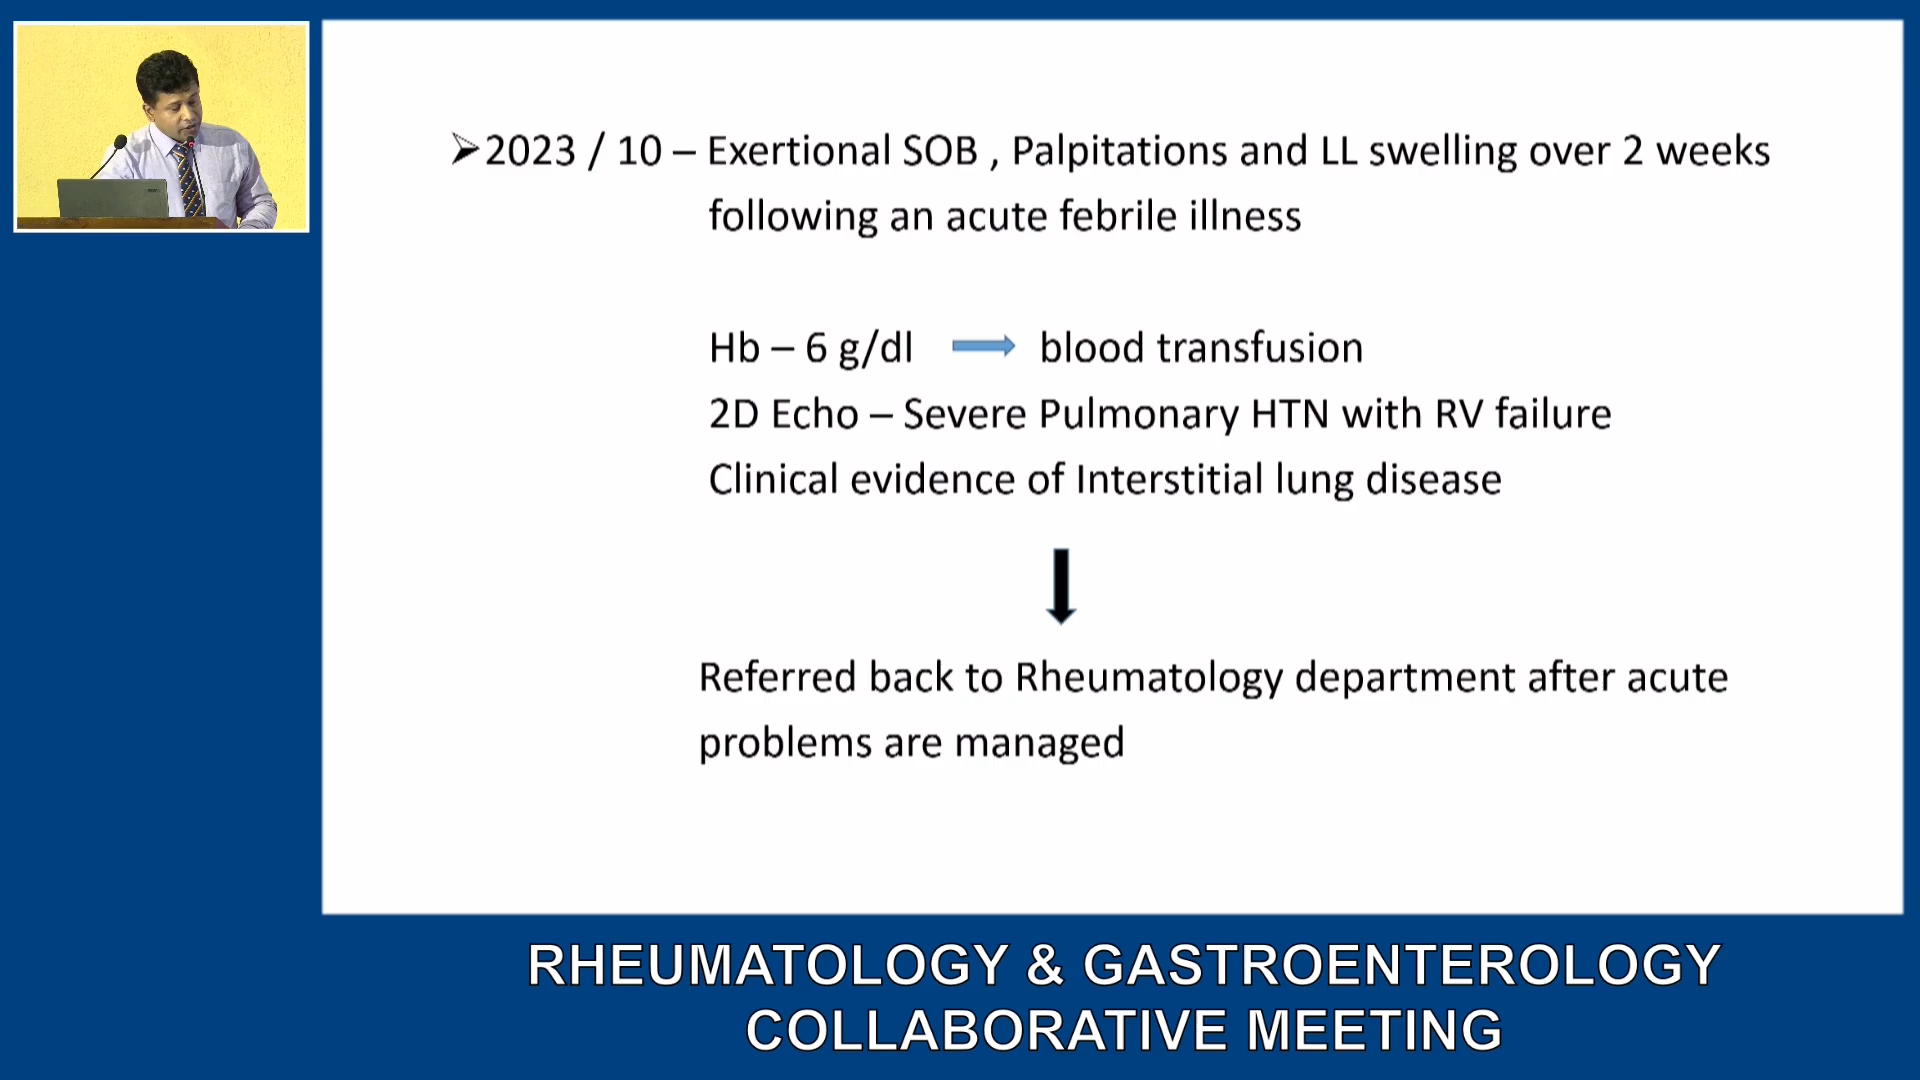 ➢2023 / 10 – Exertional SOB , Palpitations and LL swelling over 2 weeks
following an acute febrile illness
Hb – 6 g/dl blood transfusion
2D Echo – Severe Pulmonary HTN with RV failure
Clinical evidence of Interstitial lung disease
Referred back to Rheumatology department after acute
problems are managed
RHEUMATOLOGY & GASTROENTEROLOGY
COLLABORATIVE MEETING